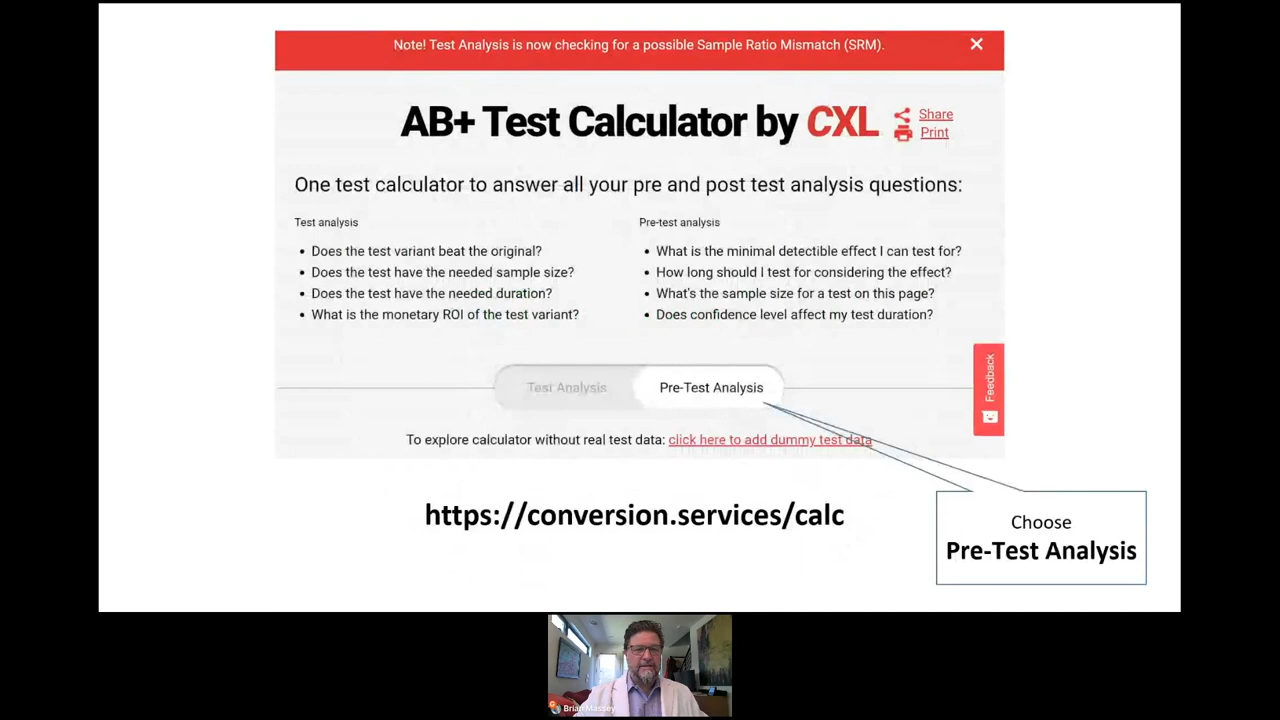 Note! Test Analysis is now checking for a possible Sample Ratio Mismatch (SRM).
AB+ Test Calculator by CXL
Share
Print
One test calculator to answer all your pre and post test analysis questions:
Test analysis
• Does the test variant beat the original?
• Does the test have the needed sample size?
• Does the test have the needed duration?
• What is the monetary ROI of the test variant?
Pre-test analysis
• What is the minimal detectible effect I can test for?
• How long should I test for considering the effect?
• What's the sample size for a test on this page?
• Does confidence level affect my test duration?
Feedback
Test Analysis
Pre-Test Analysis
To explore calculator without real test data: click here to add dummy test data
https://conversion.services/calc
Choose
Pre-Test Analysis
Brian Massey